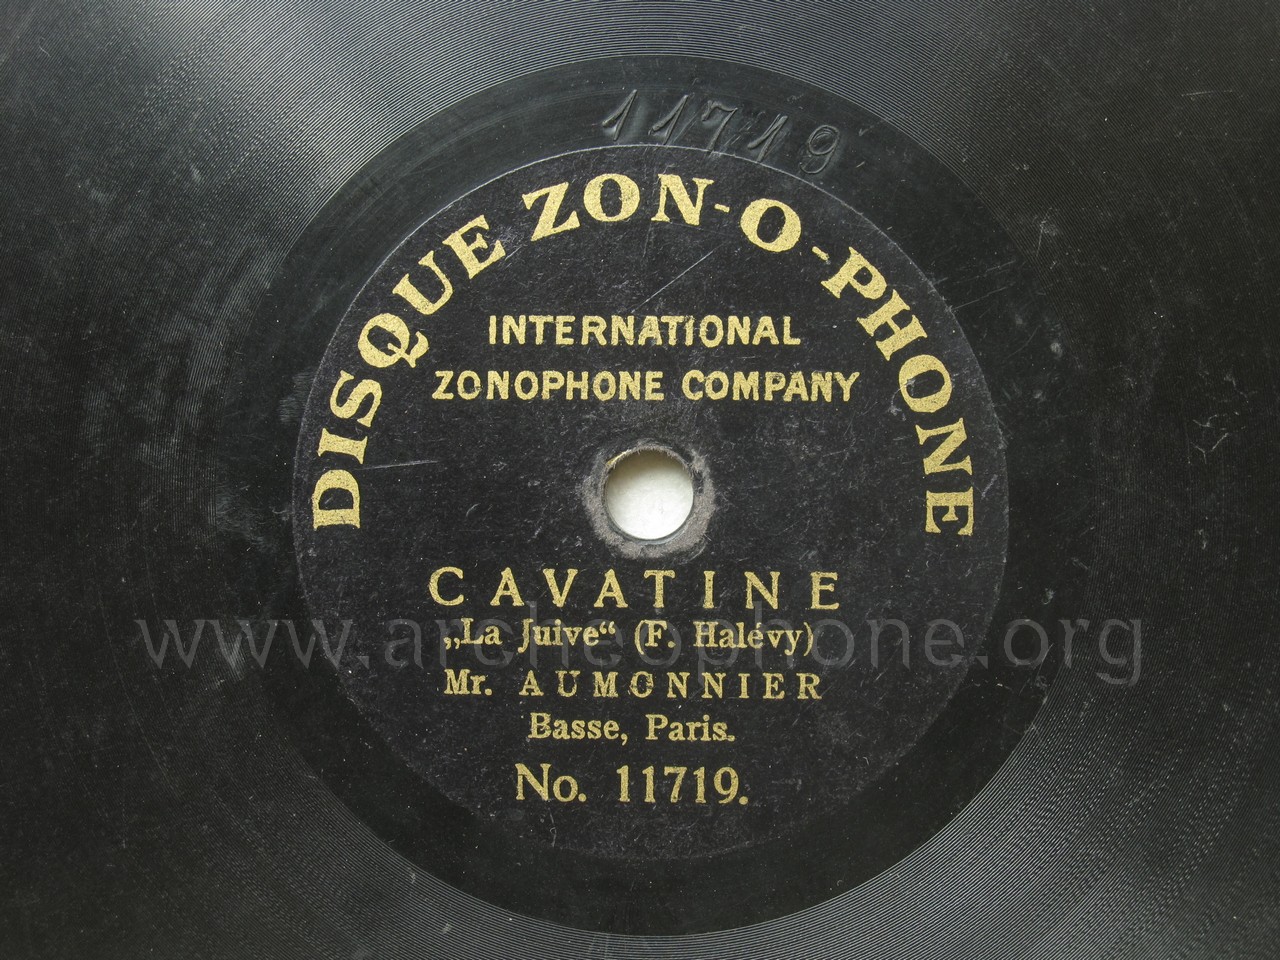 11719
DISQUE ZON-O-PHONE
INTERNATIONAL
ZONOPHONE COMPANY
CAVATINE
„La Juive“ (F. Halévy)
www.archeophone.org
Mr. AUMONNIER
Basse, Paris.
No. 11719.